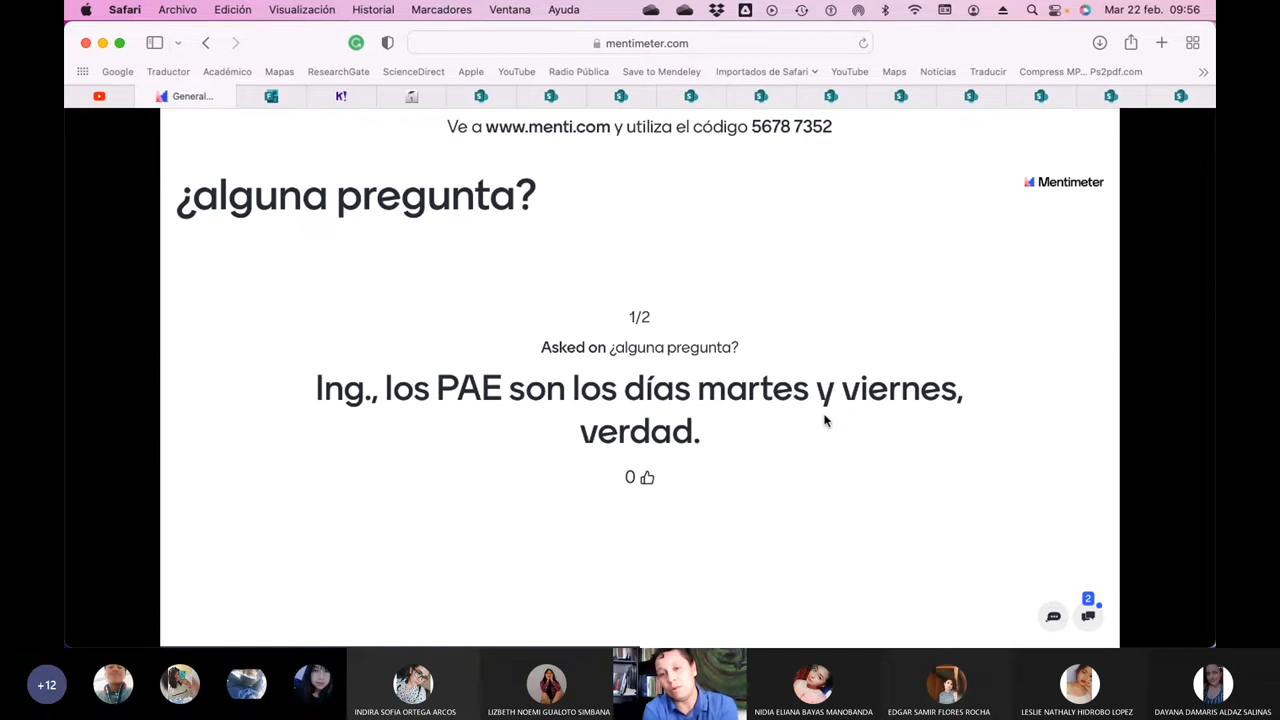 Safari Archivo Edición Visualización Historial Marcadores Ventana Ayuda Mar 22 feb. 09:56
mentimeter.com
Google Traductor Académico Mapas ResearchGate ScienceDirect Apple YouTube Radio Pública Save to Mendeley Importados de Safari YouTube Maps Noticias Traducir Compress MP... Ps2pdf.com
General... K!
Ve a www.menti.com y utiliza el código 5678 7352
¿alguna pregunta?
Mentimeter
1/2
Asked on ¿alguna pregunta?
Ing., los PAE son los días martes y viernes,
verdad.
0
2
+12
INDIRA SOFIA ORTEGA ARCOS LIZBETH NOEMI GUALOTO SIMBANA NIDIA ELIANA BAYAS MANOBANDA EDGAR SAMIR FLORES ROCHA LESLIE NATHALY HIDROBO LOPEZ DAYANA DAMARIS ALDAZ SALINAS